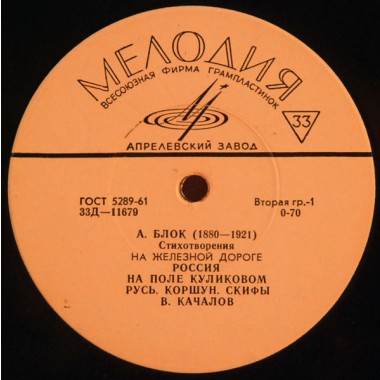 МЕЛОДИЯ
ВСЕСОЮЗНАЯ ФИРМА ГРАМПЛАСТИНОК
33
АПРЕЛЕВСКИЙ ЗАВОД
ГОСТ 5289-61
33Д—11679
Вторая гр.-1
0-70
А. БЛОК (1880—1921)
Стихотворения
НА ЖЕЛЕЗНОЙ ДОРОГЕ
РОССИЯ
НА ПОЛЕ КУЛИКОВОМ
РУСЬ. КОРШУН. СКИФЫ
В. КАЧАЛОВ